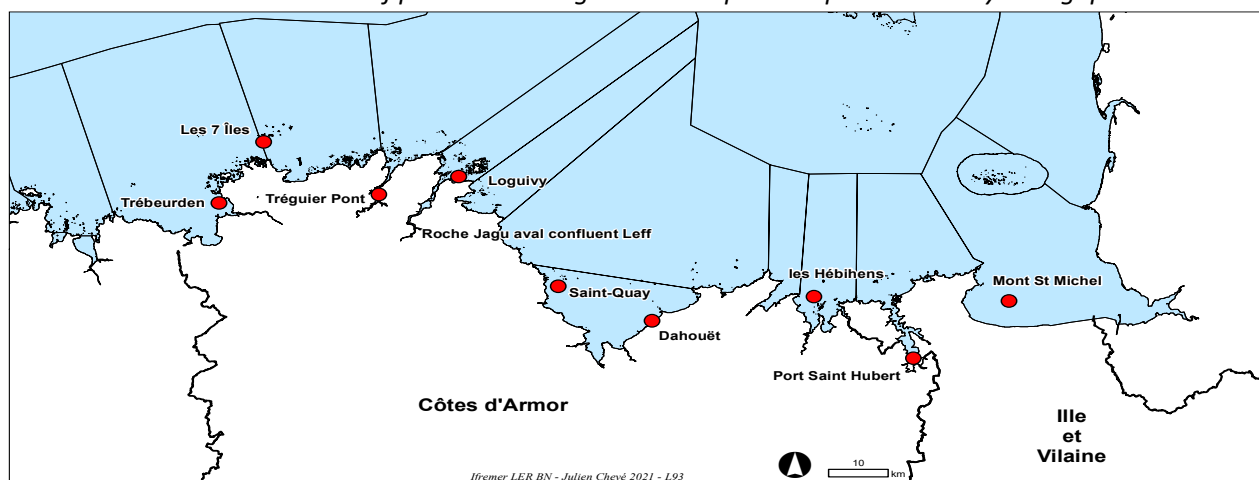 Les 7 Îles
Loguivy
Trébeurden
Tréguier Pont
Roche Jagu aval confluent Leff
les Hébihens
Mont St Michel
Saint-Quay
Dahouët
Port Saint Hubert
Côtes d'Armor
Ille
et
Vilaine
10
km
Ifremer LER BN - Julien Chevé 2021 - L93